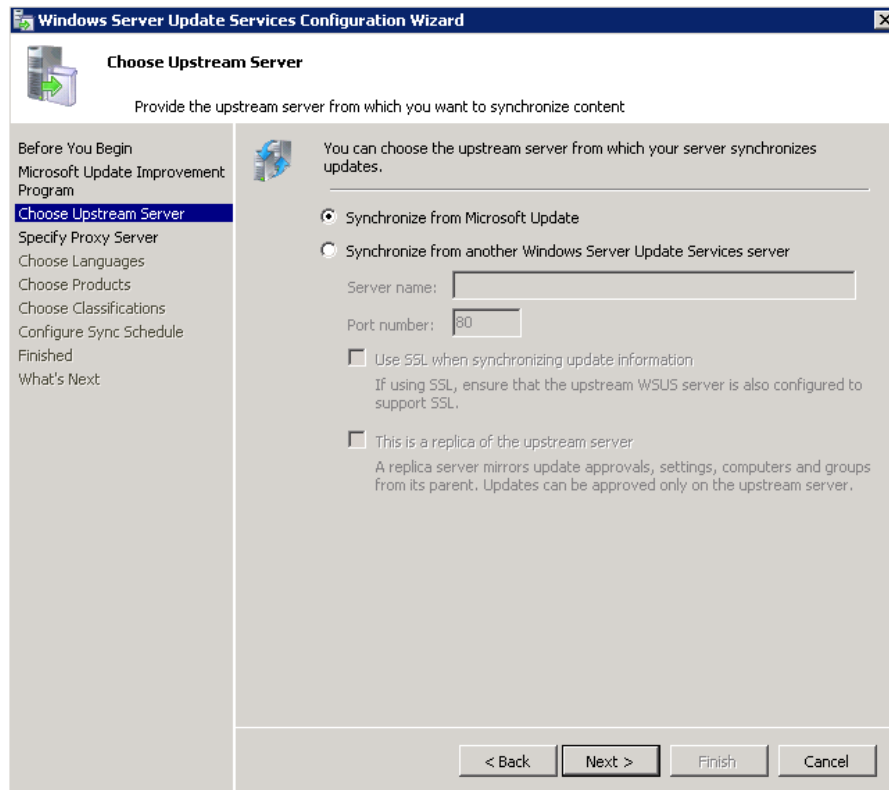 Windows Server Update Services Configuration Wizard
Choose Upstream Server
Provide the upstream server from which you want to synchronize content
Before You Begin
Microsoft Update Improvement
Program
Choose Upstream Server
Specify Proxy Server
Choose Languages
Choose Products
Choose Classifications
Configure Sync Schedule
Finished
What's Next
You can choose the upstream server from which your server synchronizes
updates.
Synchronize from Microsoft Update
Synchronize from another Windows Server Update Services server
Server name:
Port number: 80
Use SSL when synchronizing update information
If using SSL, ensure that the upstream WSUS server is also configured to
support SSL.
This is a replica of the upstream server
A replica server mirrors update approvals, settings, computers and groups
from its parent. Updates can be approved only on the upstream server.
< Back Next > Finish Cancel